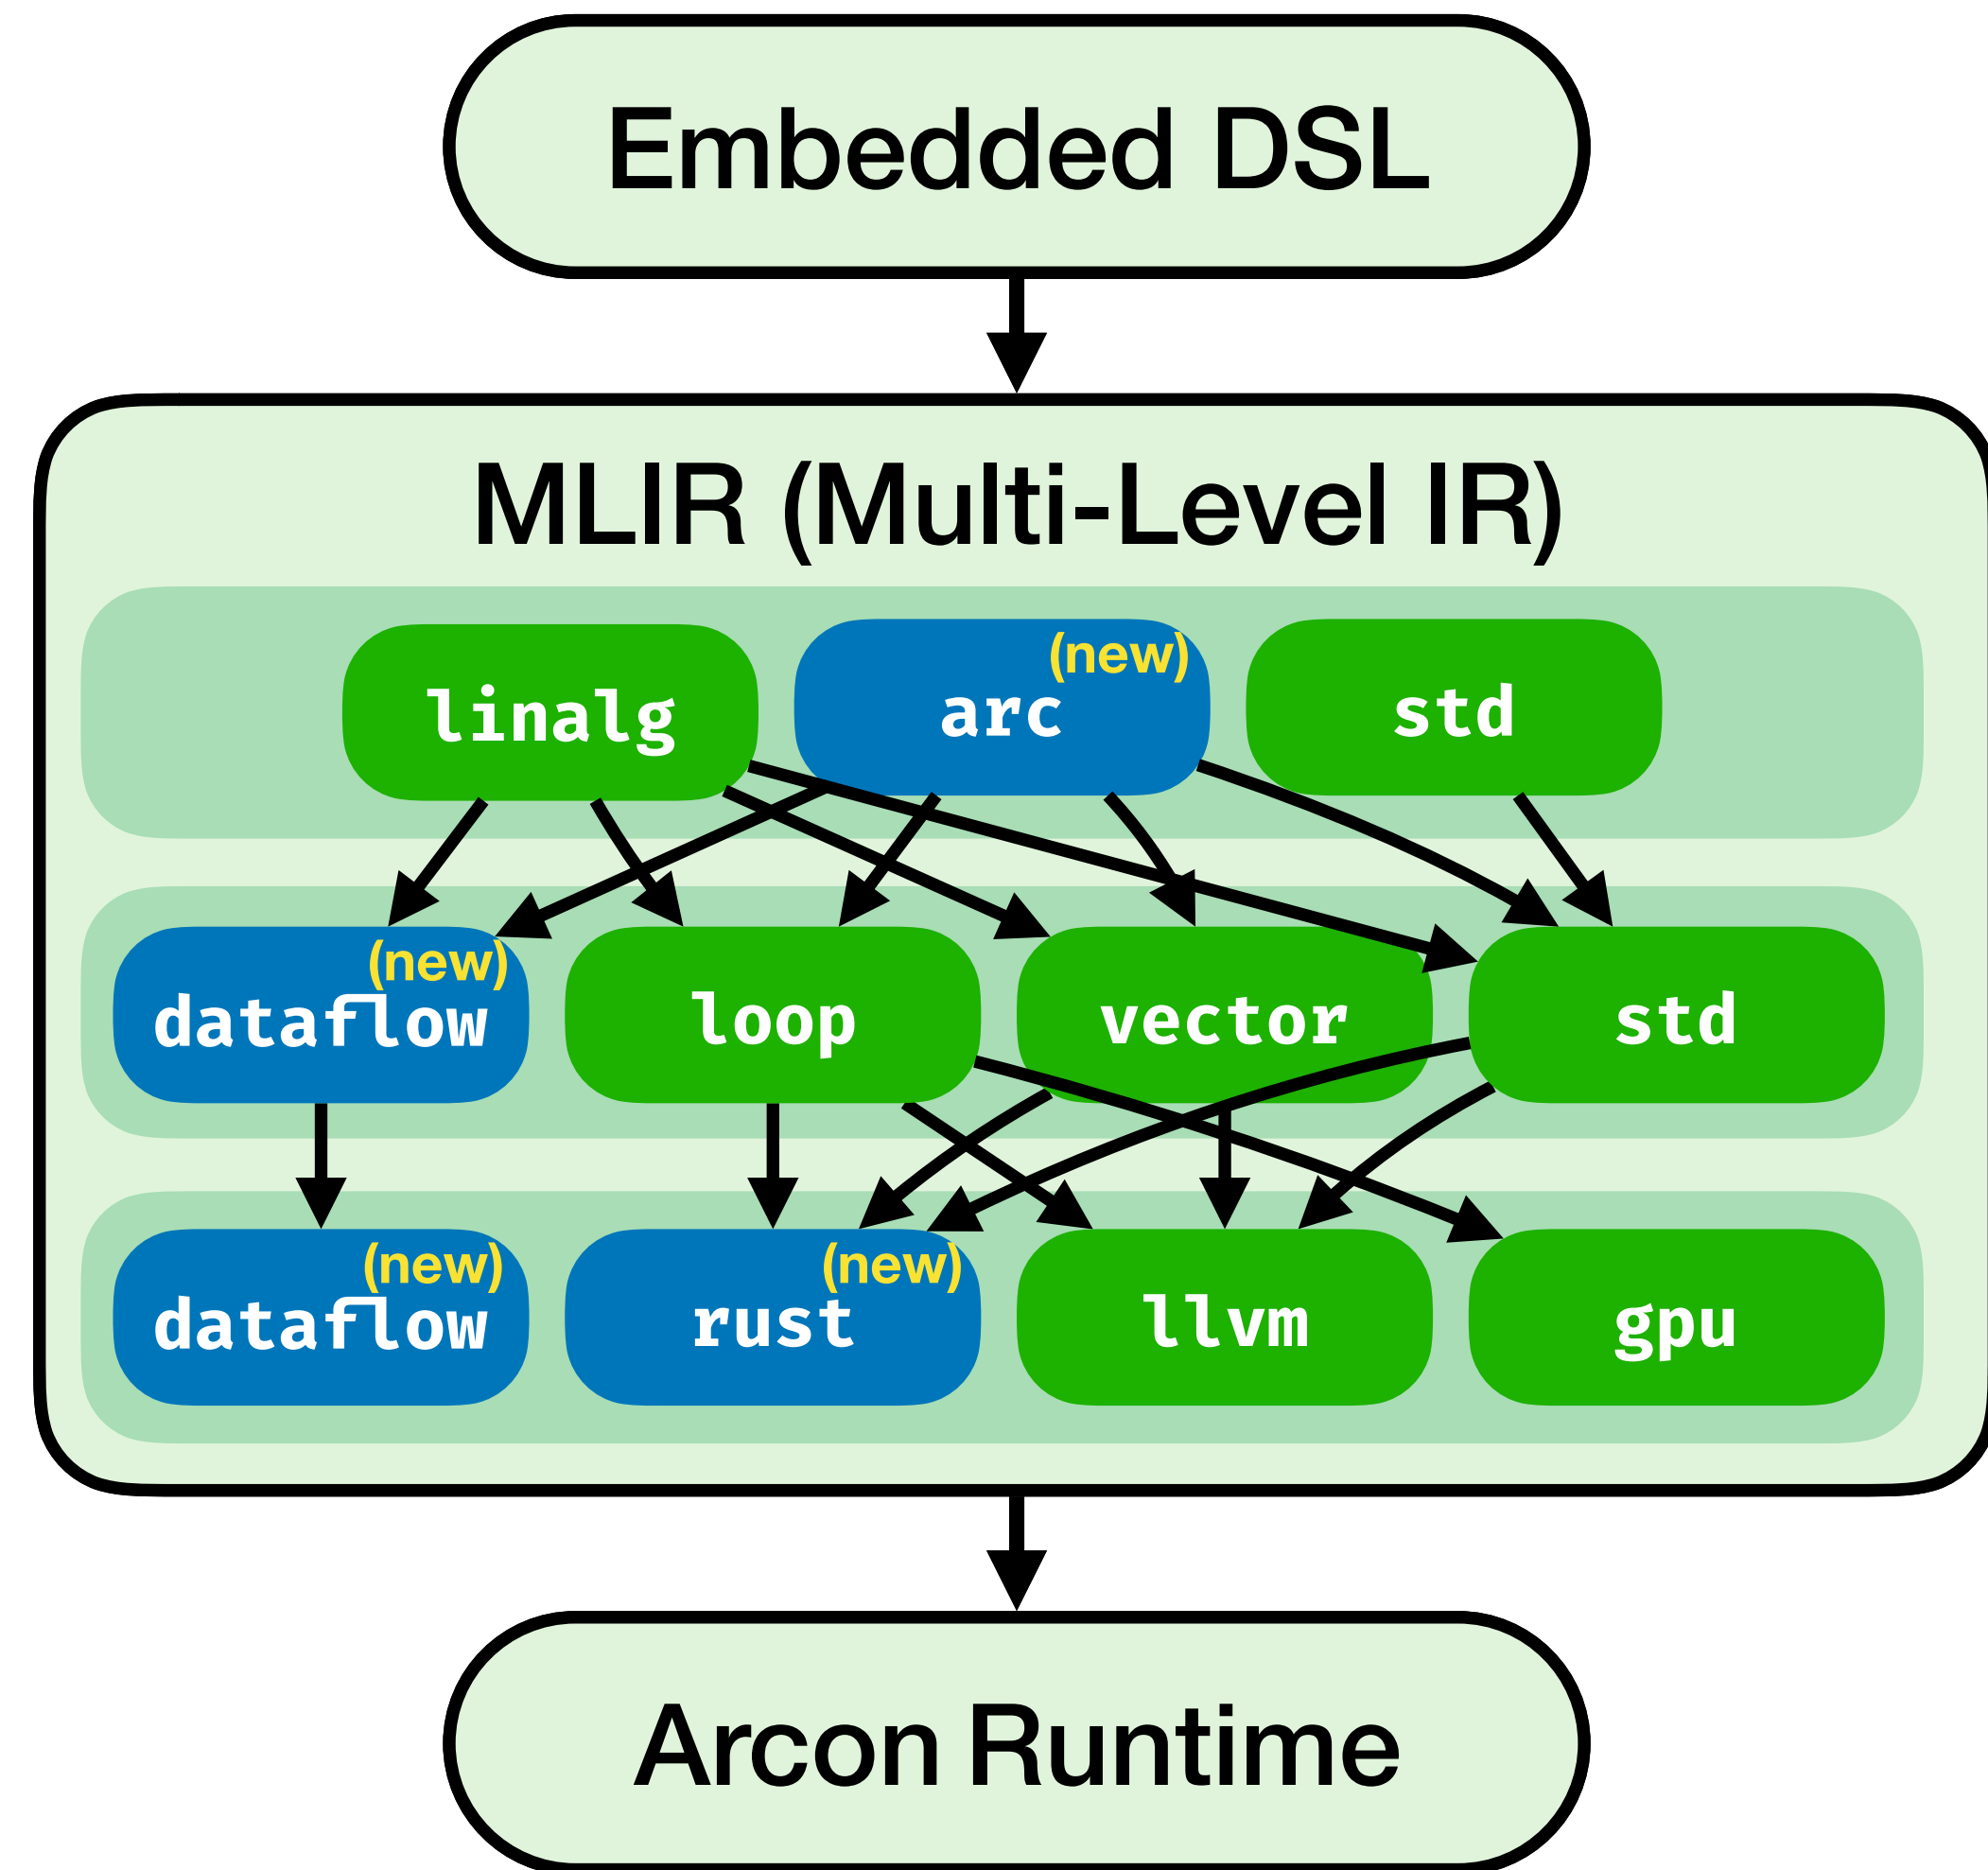 Embedded DSL
MLIR (Multi-Level IR)
linalg
(new)
arc
std
(new)
dataflow
loop
vector
std
(new)
dataflow
(new)
rust
llvm
gpu
Arcon Runtime